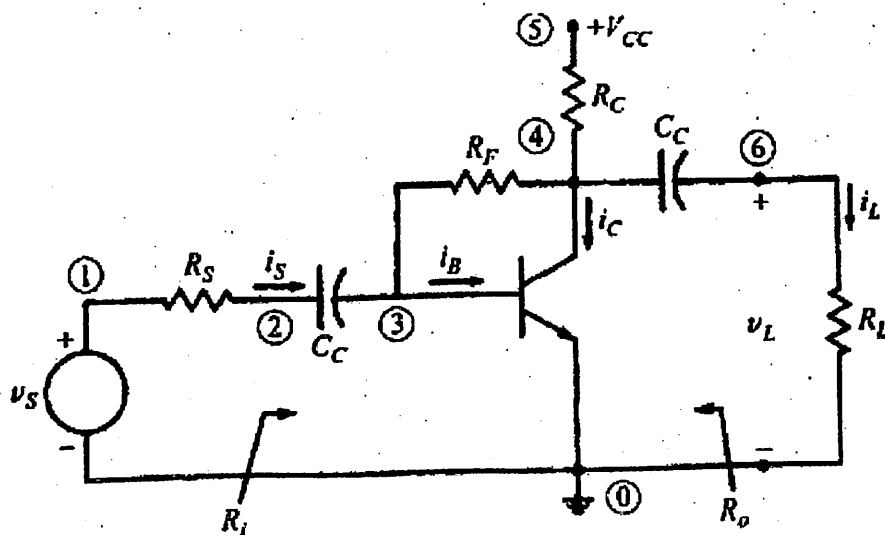 ⑤ +V_CC
R_C
④ C_C ⑥
R_F
+
i_C i_L
① R_S i_S i_B
② ③
+ C_C v_L R_L
v_S
-
-
⓪
R_i R_o